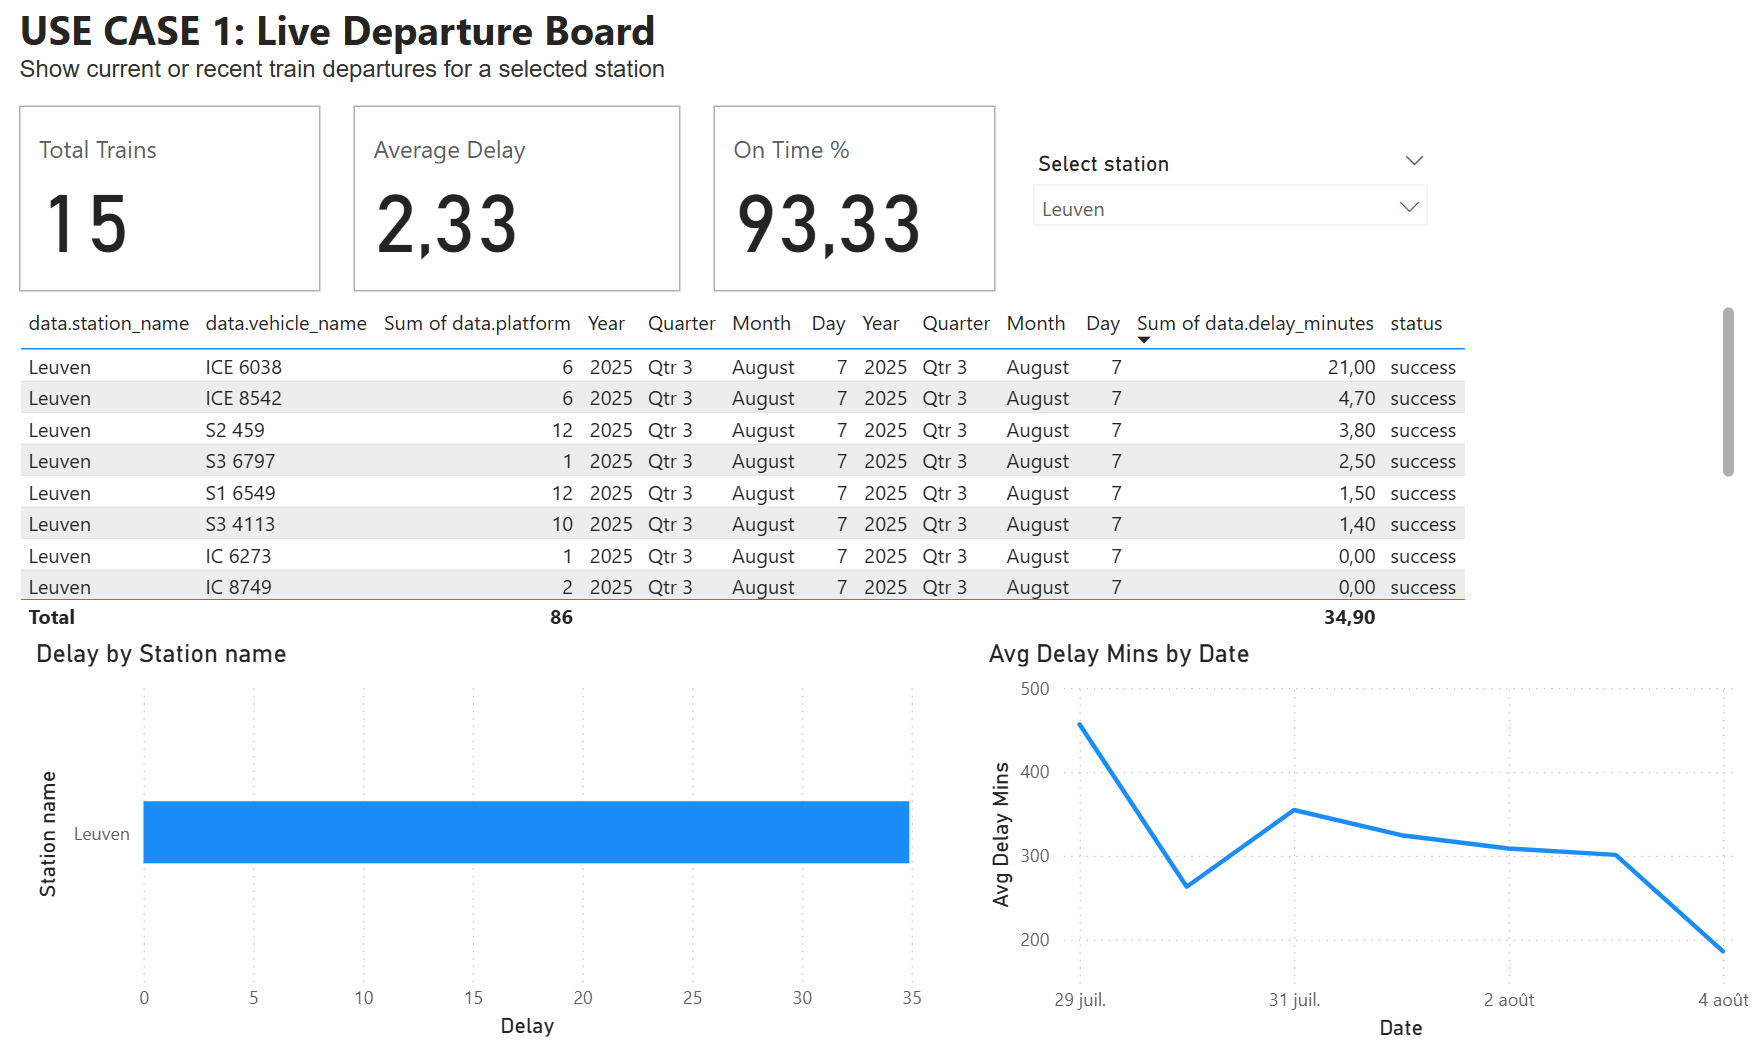 USE CASE 1: Live Departure Board
Show current or recent train departures for a selected station
Total Trains
15
Average Delay
2,33
On Time %
93,33
Select station
Leuven
data.station_name data.vehicle_name Sum of data.platform Year Quarter Month Day Year Quarter Month Day Sum of data.delay_minutes status
Leuven ICE 6038 6 2025 Qtr 3 August 7 2025 Qtr 3 August 7 21,00 success
Leuven ICE 8542 6 2025 Qtr 3 August 7 2025 Qtr 3 August 7 4,70 success
Leuven S2 459 12 2025 Qtr 3 August 7 2025 Qtr 3 August 7 3,80 success
Leuven S3 6797 1 2025 Qtr 3 August 7 2025 Qtr 3 August 7 2,50 success
Leuven S1 6549 12 2025 Qtr 3 August 7 2025 Qtr 3 August 7 1,50 success
Leuven S3 4113 10 2025 Qtr 3 August 7 2025 Qtr 3 August 7 1,40 success
Leuven IC 6273 1 2025 Qtr 3 August 7 2025 Qtr 3 August 7 0,00 success
Leuven IC 8749 2 2025 Qtr 3 August 7 2025 Qtr 3 August 7 0,00 success
Total 86 34,90
Delay by Station name
Station name
Leuven
0 5 10 15 20 25 30 35
Delay
Avg Delay Mins by Date
Avg Delay Mins
500
400
300
200
29 juil. 31 juil. 2 août 4 août
Date